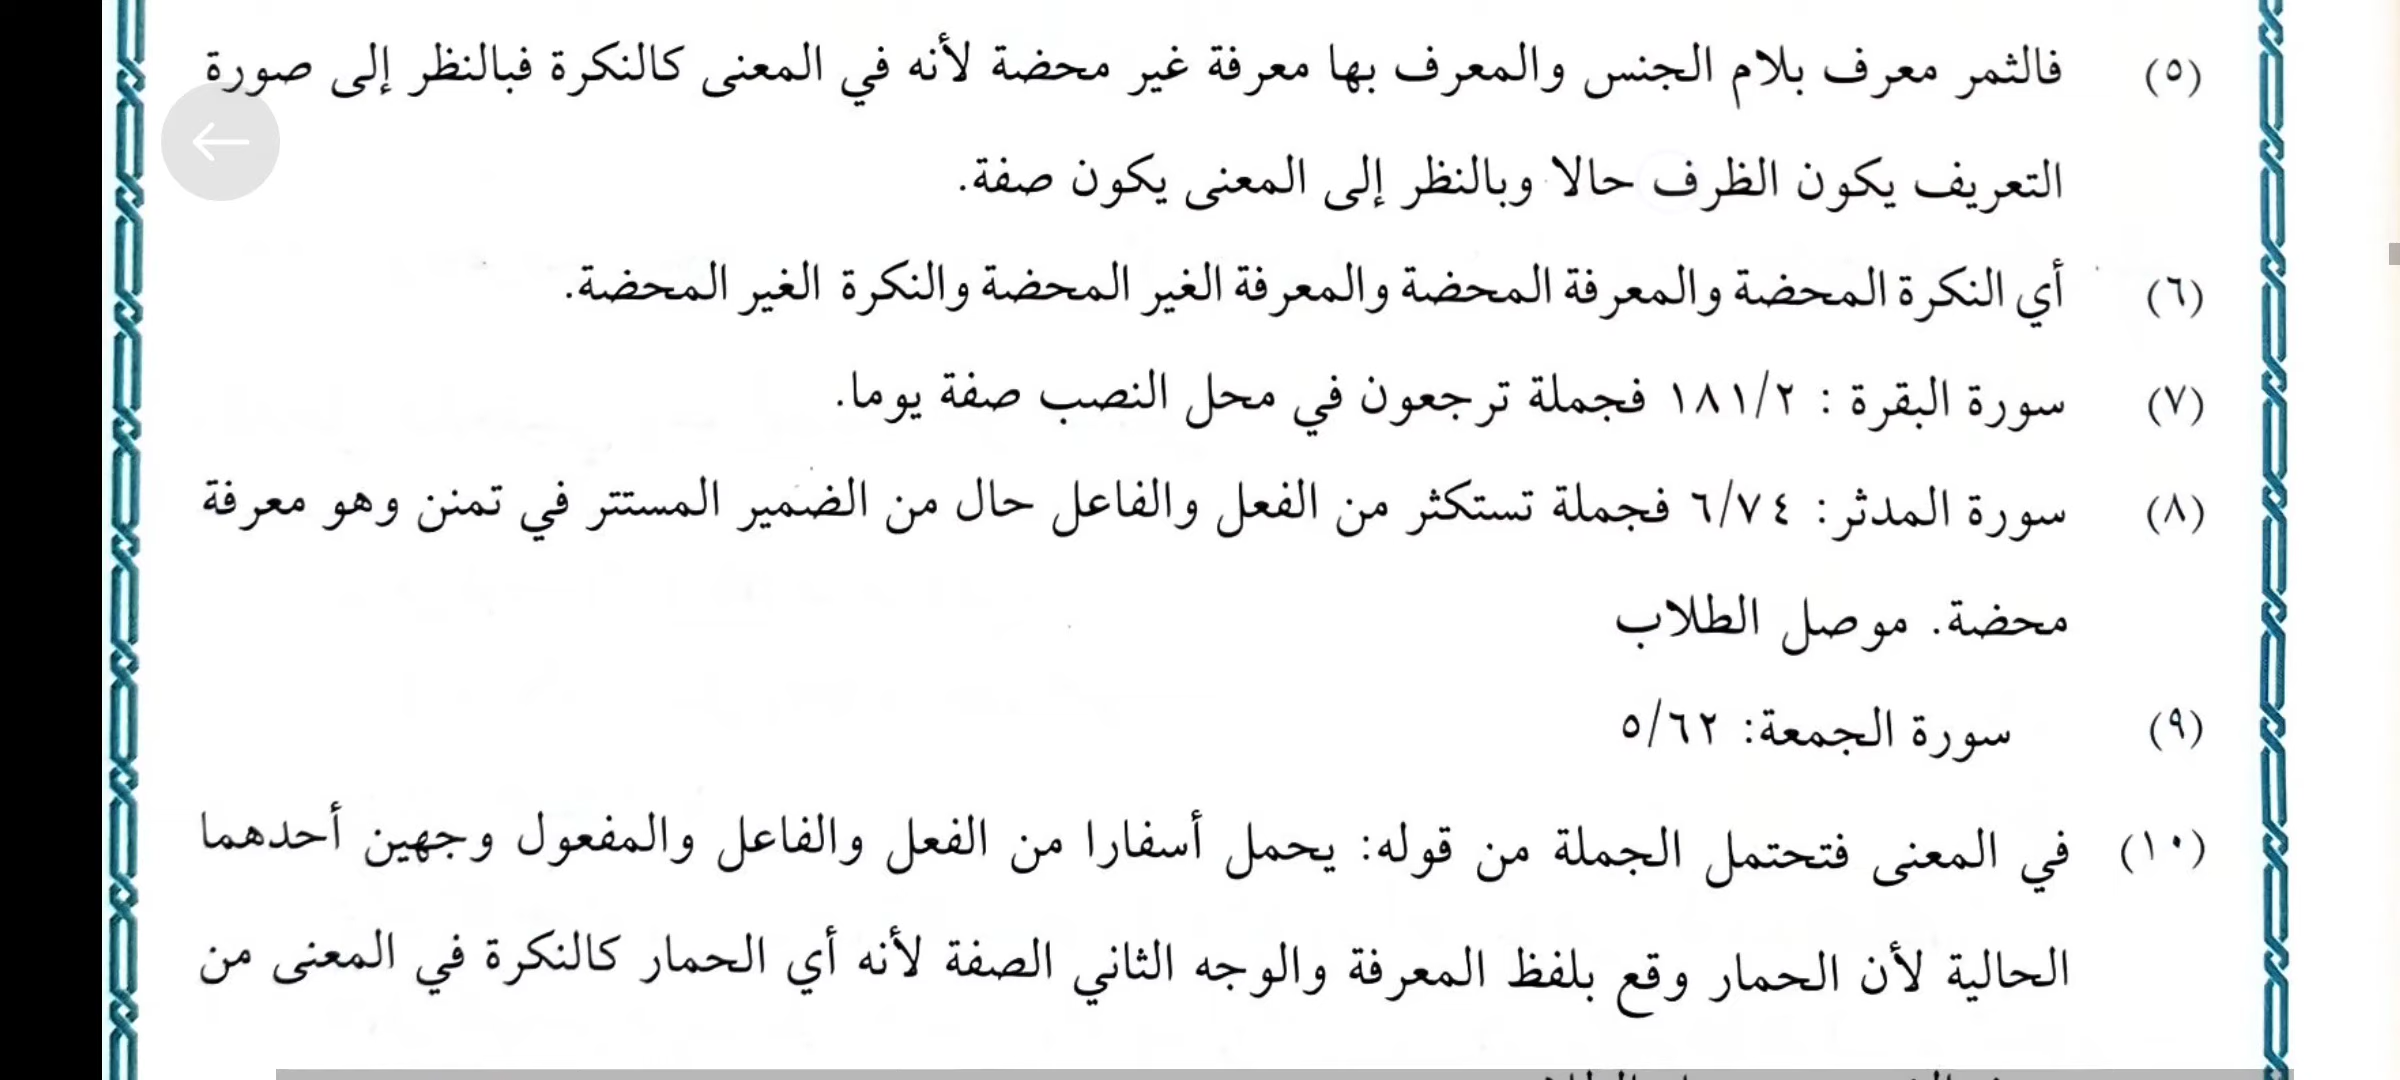 (٥) فالثمر معرف بلام الجنس والمعرف بها معرفة غير محضة لأنه في المعنى كالنكرة فبالنظر إلى صورة
التعريف يكون الظرف حالا وبالنظر إلى المعنى يكون صفة.
(٦) أي النكرة المحضة والمعرفة المحضة والمعرفة الغير المحضة والنكرة الغير المحضة.
(٧) سورة البقرة : ١٨١/٢ فجملة ترجعون في محل النصب صفة يوما.
(٨) سورة المدثر: ٦/٧٤ فجملة تستكثر من الفعل والفاعل حال من الضمير المستتر في تمنن وهو معرفة
محضة. موصل الطلاب
(٩) سورة الجمعة: ٥/٦٢
(١٠) في المعنى فتحتمل الجملة من قوله: يحمل أسفارا من الفعل والفاعل والمفعول وجهين أحدهما
الحالية لأن الحمار وقع بلفظ المعرفة والوجه الثاني الصفة لأنه أي الحمار كالنكرة في المعنى من